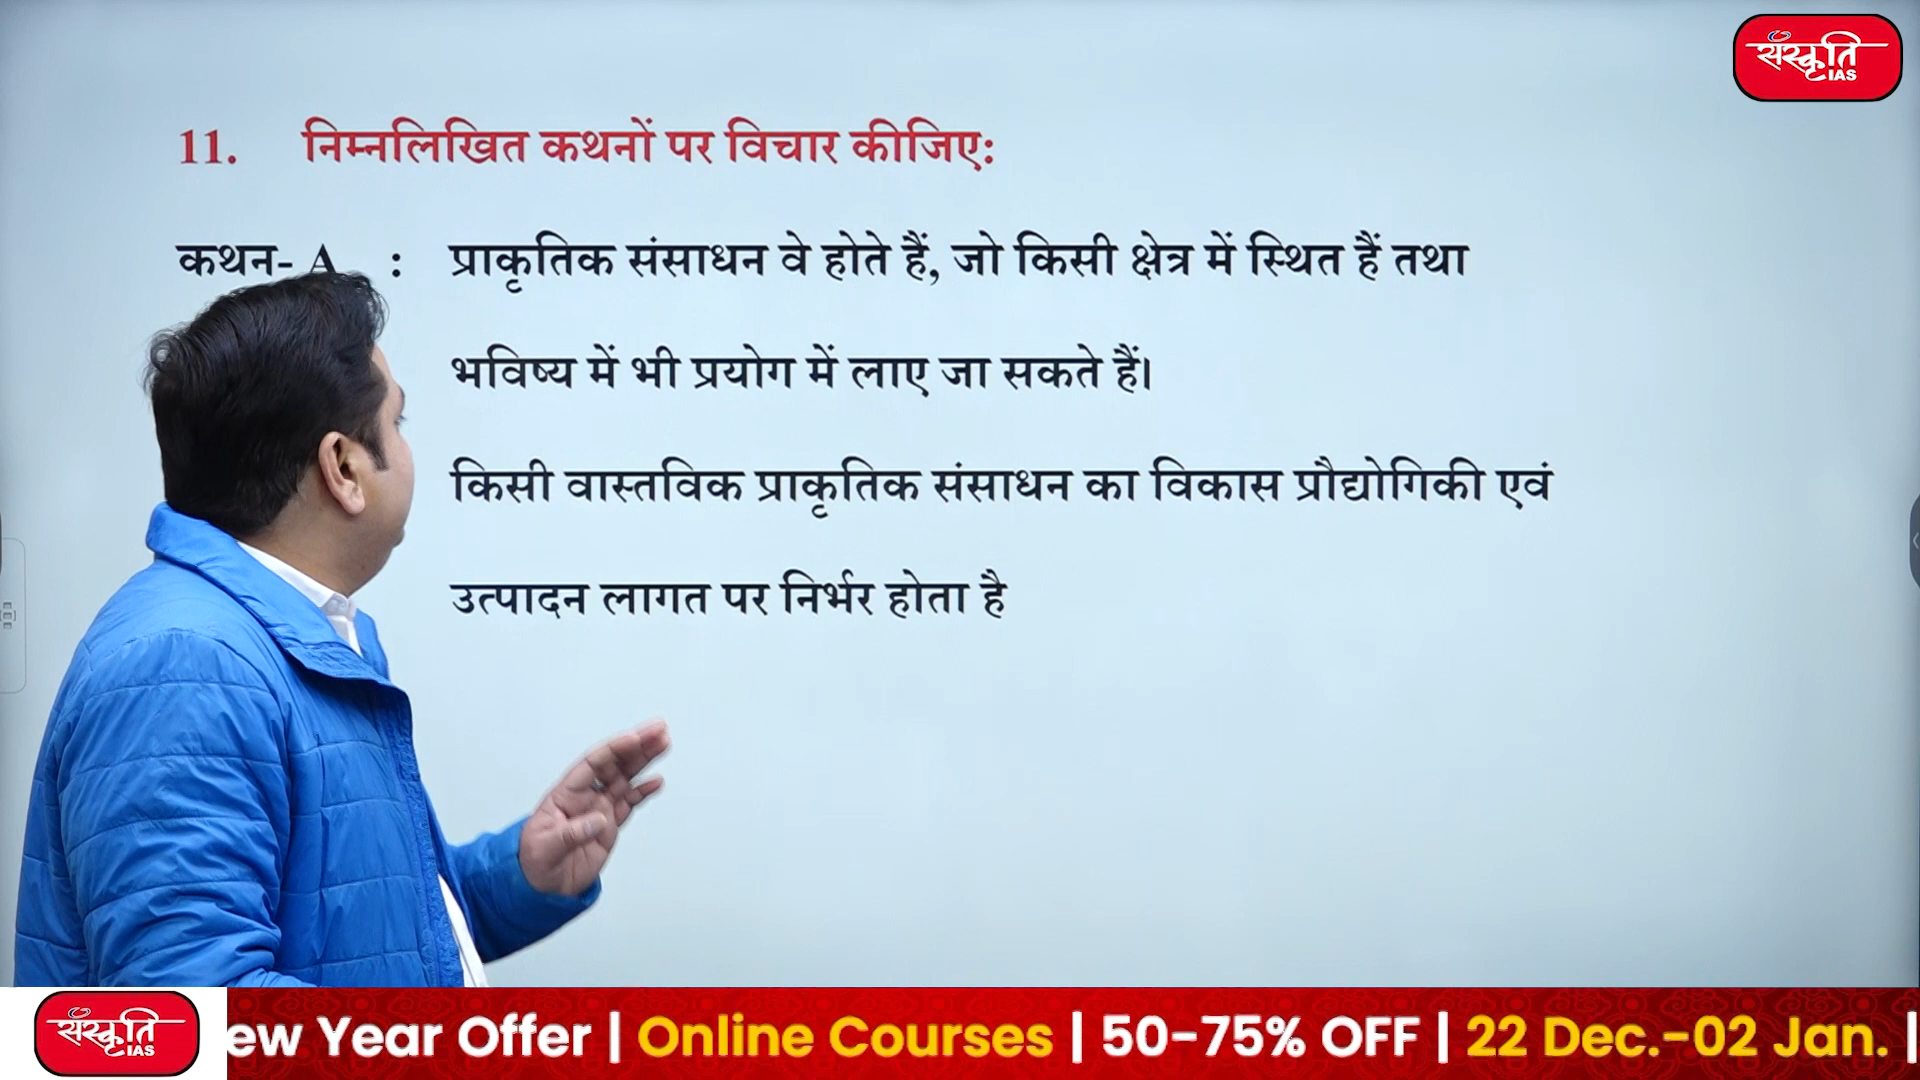 संस्कृति
IAS
11. निम्नलिखित कथनों पर विचार कीजिए:
कथन- A : प्राकृतिक संसाधन वे होते हैं, जो किसी क्षेत्र में स्थित हैं तथा
भविष्य में भी प्रयोग में लाए जा सकते हैं।
किसी वास्तविक प्राकृतिक संसाधन का विकास प्रौद्योगिकी एवं
उत्पादन लागत पर निर्भर होता है
संस्कृति
IAS
ew Year Offer | Online Courses | 50-75% OFF | 22 Dec.-02 Jan. |